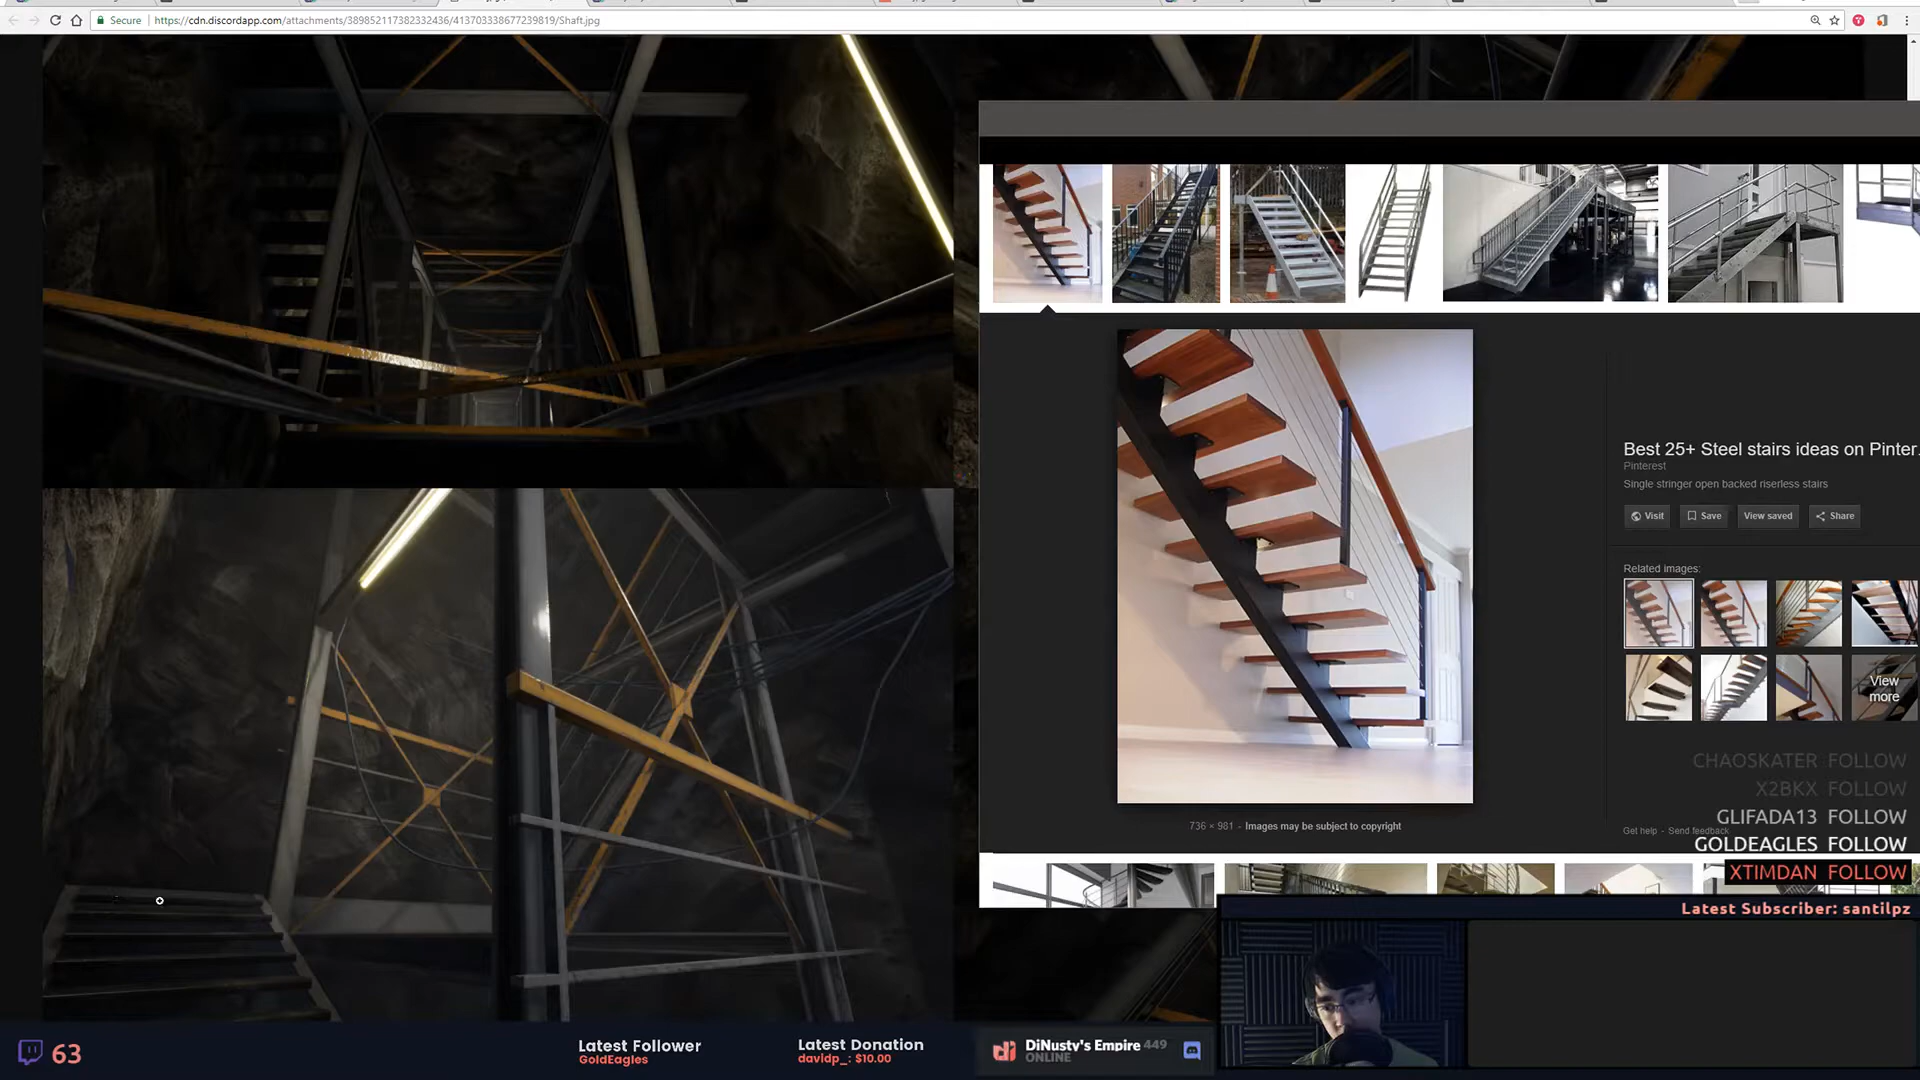 Secure
https://cdn.discordapp.com/attachments/389852117382332436/413703338677239819/Shaft.jpg
Best 25+ Steel stairs ideas on Pinter...
Pinterest
Single stringer open backed riserless stairs
Visit
Save
View saved
Share
Related images:
View more
CHAOSKATER FOLLOW
X2BKX FOLLOW
GLIFADA13 FOLLOW
736 × 981 - Images may be subject to copyright
Get help - Send feedback
GOLDEAGLES FOLLOW
XTIMDAN FOLLOW
Latest Subscriber: santilpz
63
Latest Follower
GoldEagles
Latest Donation
davidp_: $10.00
DiNusty's Empire 449
ONLINE